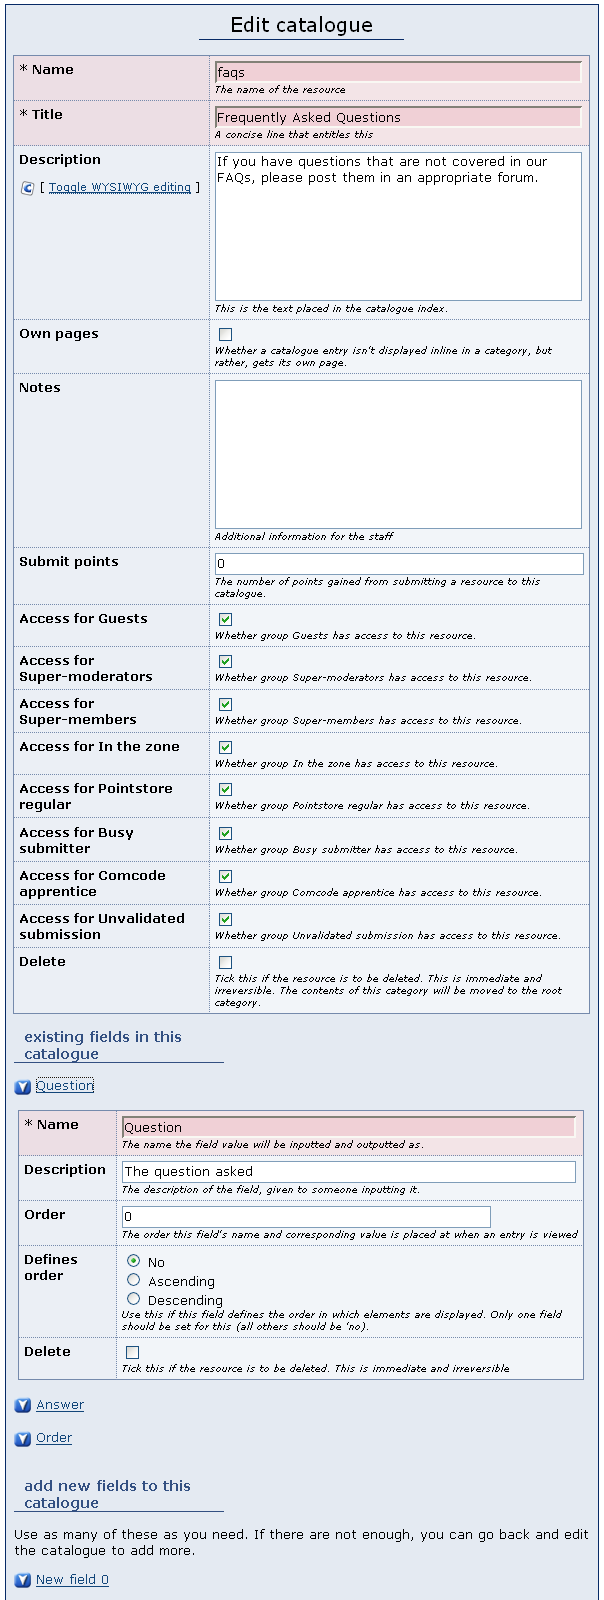 Edit catalogue
* Name
faqs
The name of the resource
* Title
Frequently Asked Questions
A concise line that entitles this
Description
[ Toggle WYSIWYG editing ]
If you have questions that are not covered in our
FAQs, please post them in an appropriate forum.
This is the text placed in the catalogue index.
Own pages
Whether a catalogue entry isn't displayed inline in a category, but
rather, gets its own page.
Notes
Additional information for the staff
Submit points
0
The number of points gained from submitting a resource to this
catalogue.
Access for Guests
Whether group Guests has access to this resource.
Access for
Super-moderators
Whether group Super-moderators has access to this resource.
Access for
Super-members
Whether group Super-members has access to this resource.
Access for In the zone
Whether group In the zone has access to this resource.
Access for Pointstore
regular
Whether group Pointstore regular has access to this resource.
Access for Busy
submitter
Whether group Busy submitter has access to this resource.
Access for Comcode
apprentice
Whether group Comcode apprentice has access to this resource.
Access for Unvalidated
submission
Whether group Unvalidated submission has access to this resource.
Delete
Tick this if the resource is to be deleted. This is immediate and
irreversible. The contents of this category will be moved to the root
category.
existing fields in this
catalogue
Question
* Name
Question
The name the field value will be inputted and outputted as.
Description
The question asked
The description of the field, given to someone inputting it.
Order
0
The order this field's name and corresponding value is placed at when an entry is viewed
Defines
order
No
Ascending
Descending
Use this if this field defines the order in which elements are displayed. Only one field
should be set for this (all others should be 'no).
Delete
Tick this if the resource is to be deleted. This is immediate and irreversible
Answer
Order
add new fields to this
catalogue
Use as many of these as you need. If there are not enough, you can go back and edit
the catalogue to add more.
New field 0